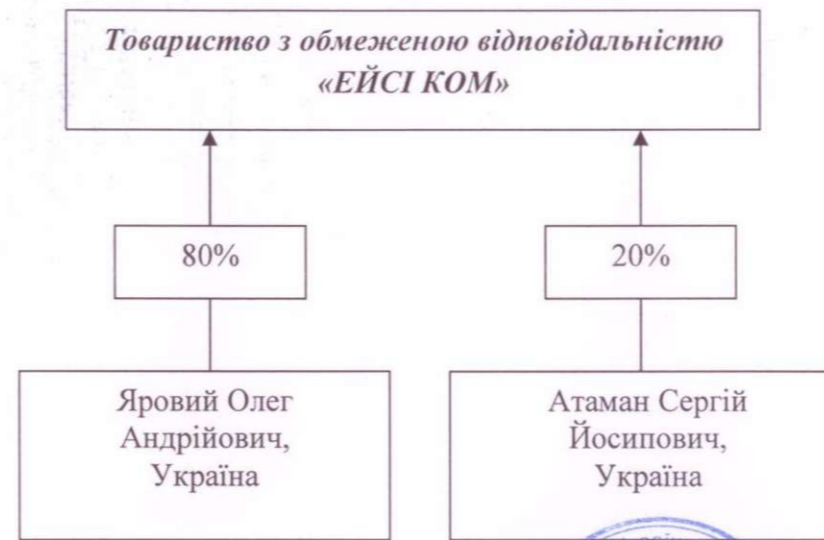 Товариство з обмеженою відповідальністю
«ЕЙСІ КОМ»
80%
20%
Яровий Олег
Андрійович,
Україна
Атаман Сергій
Йосипович,
Україна